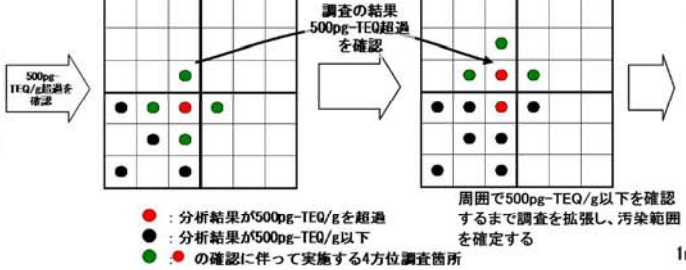 調査の結果
500pg-TEQ超過
を確認
500pg-
TEQ/g超過を
確認
● : 分析結果が500pg-TEQ/gを超過
● : 分析結果が500pg-TEQ/g以下
● : ● の確認に伴って実施する4方位調査箇所
周囲で500pg-TEQ/g以下を確認
するまで調査を拡張し、汚染範囲
を確定する